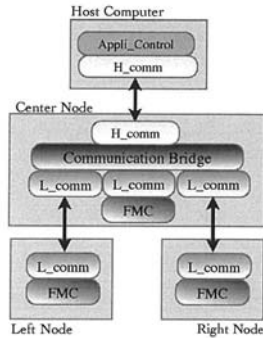 Host Computer
Appli_Control
H_comm
Center Node
H_comm
Communication Bridge
L_comm L_comm L_comm
FMC
L_comm L_comm
FMC FMC
Left Node Right Node